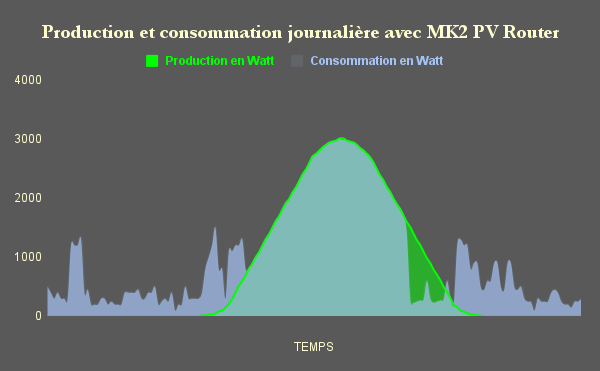 Production et consommation journalière avec MK2 PV Router
Production en Watt
Consommation en Watt
4000
3000
2000
1000
0
TEMPS